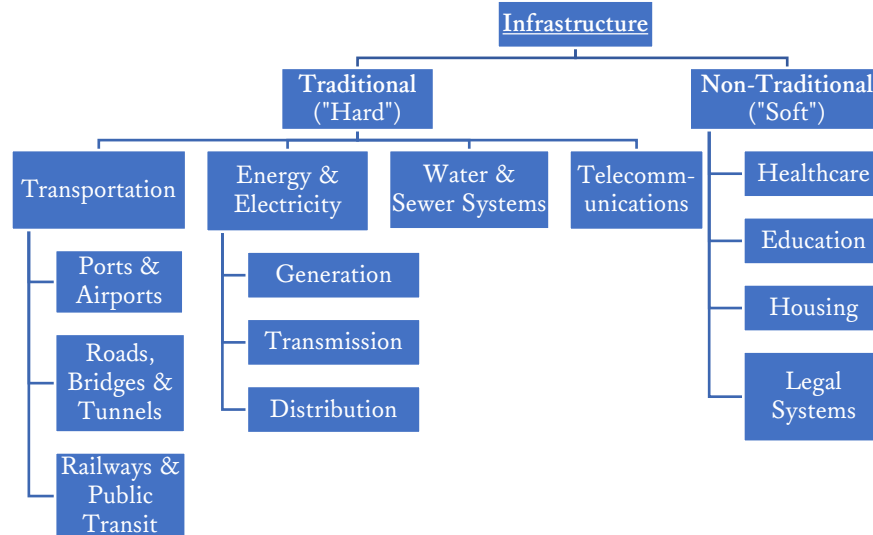 Infrastructure
Traditional
("Hard")
Non-Traditional
("Soft")
Transportation
Energy &
Electricity
Water &
Sewer Systems
Telecomm-
unications
Healthcare
Ports &
Airports
Generation
Education
Roads,
Bridges &
Tunnels
Transmission
Housing
Distribution
Legal
Systems
Railways &
Public
Transit